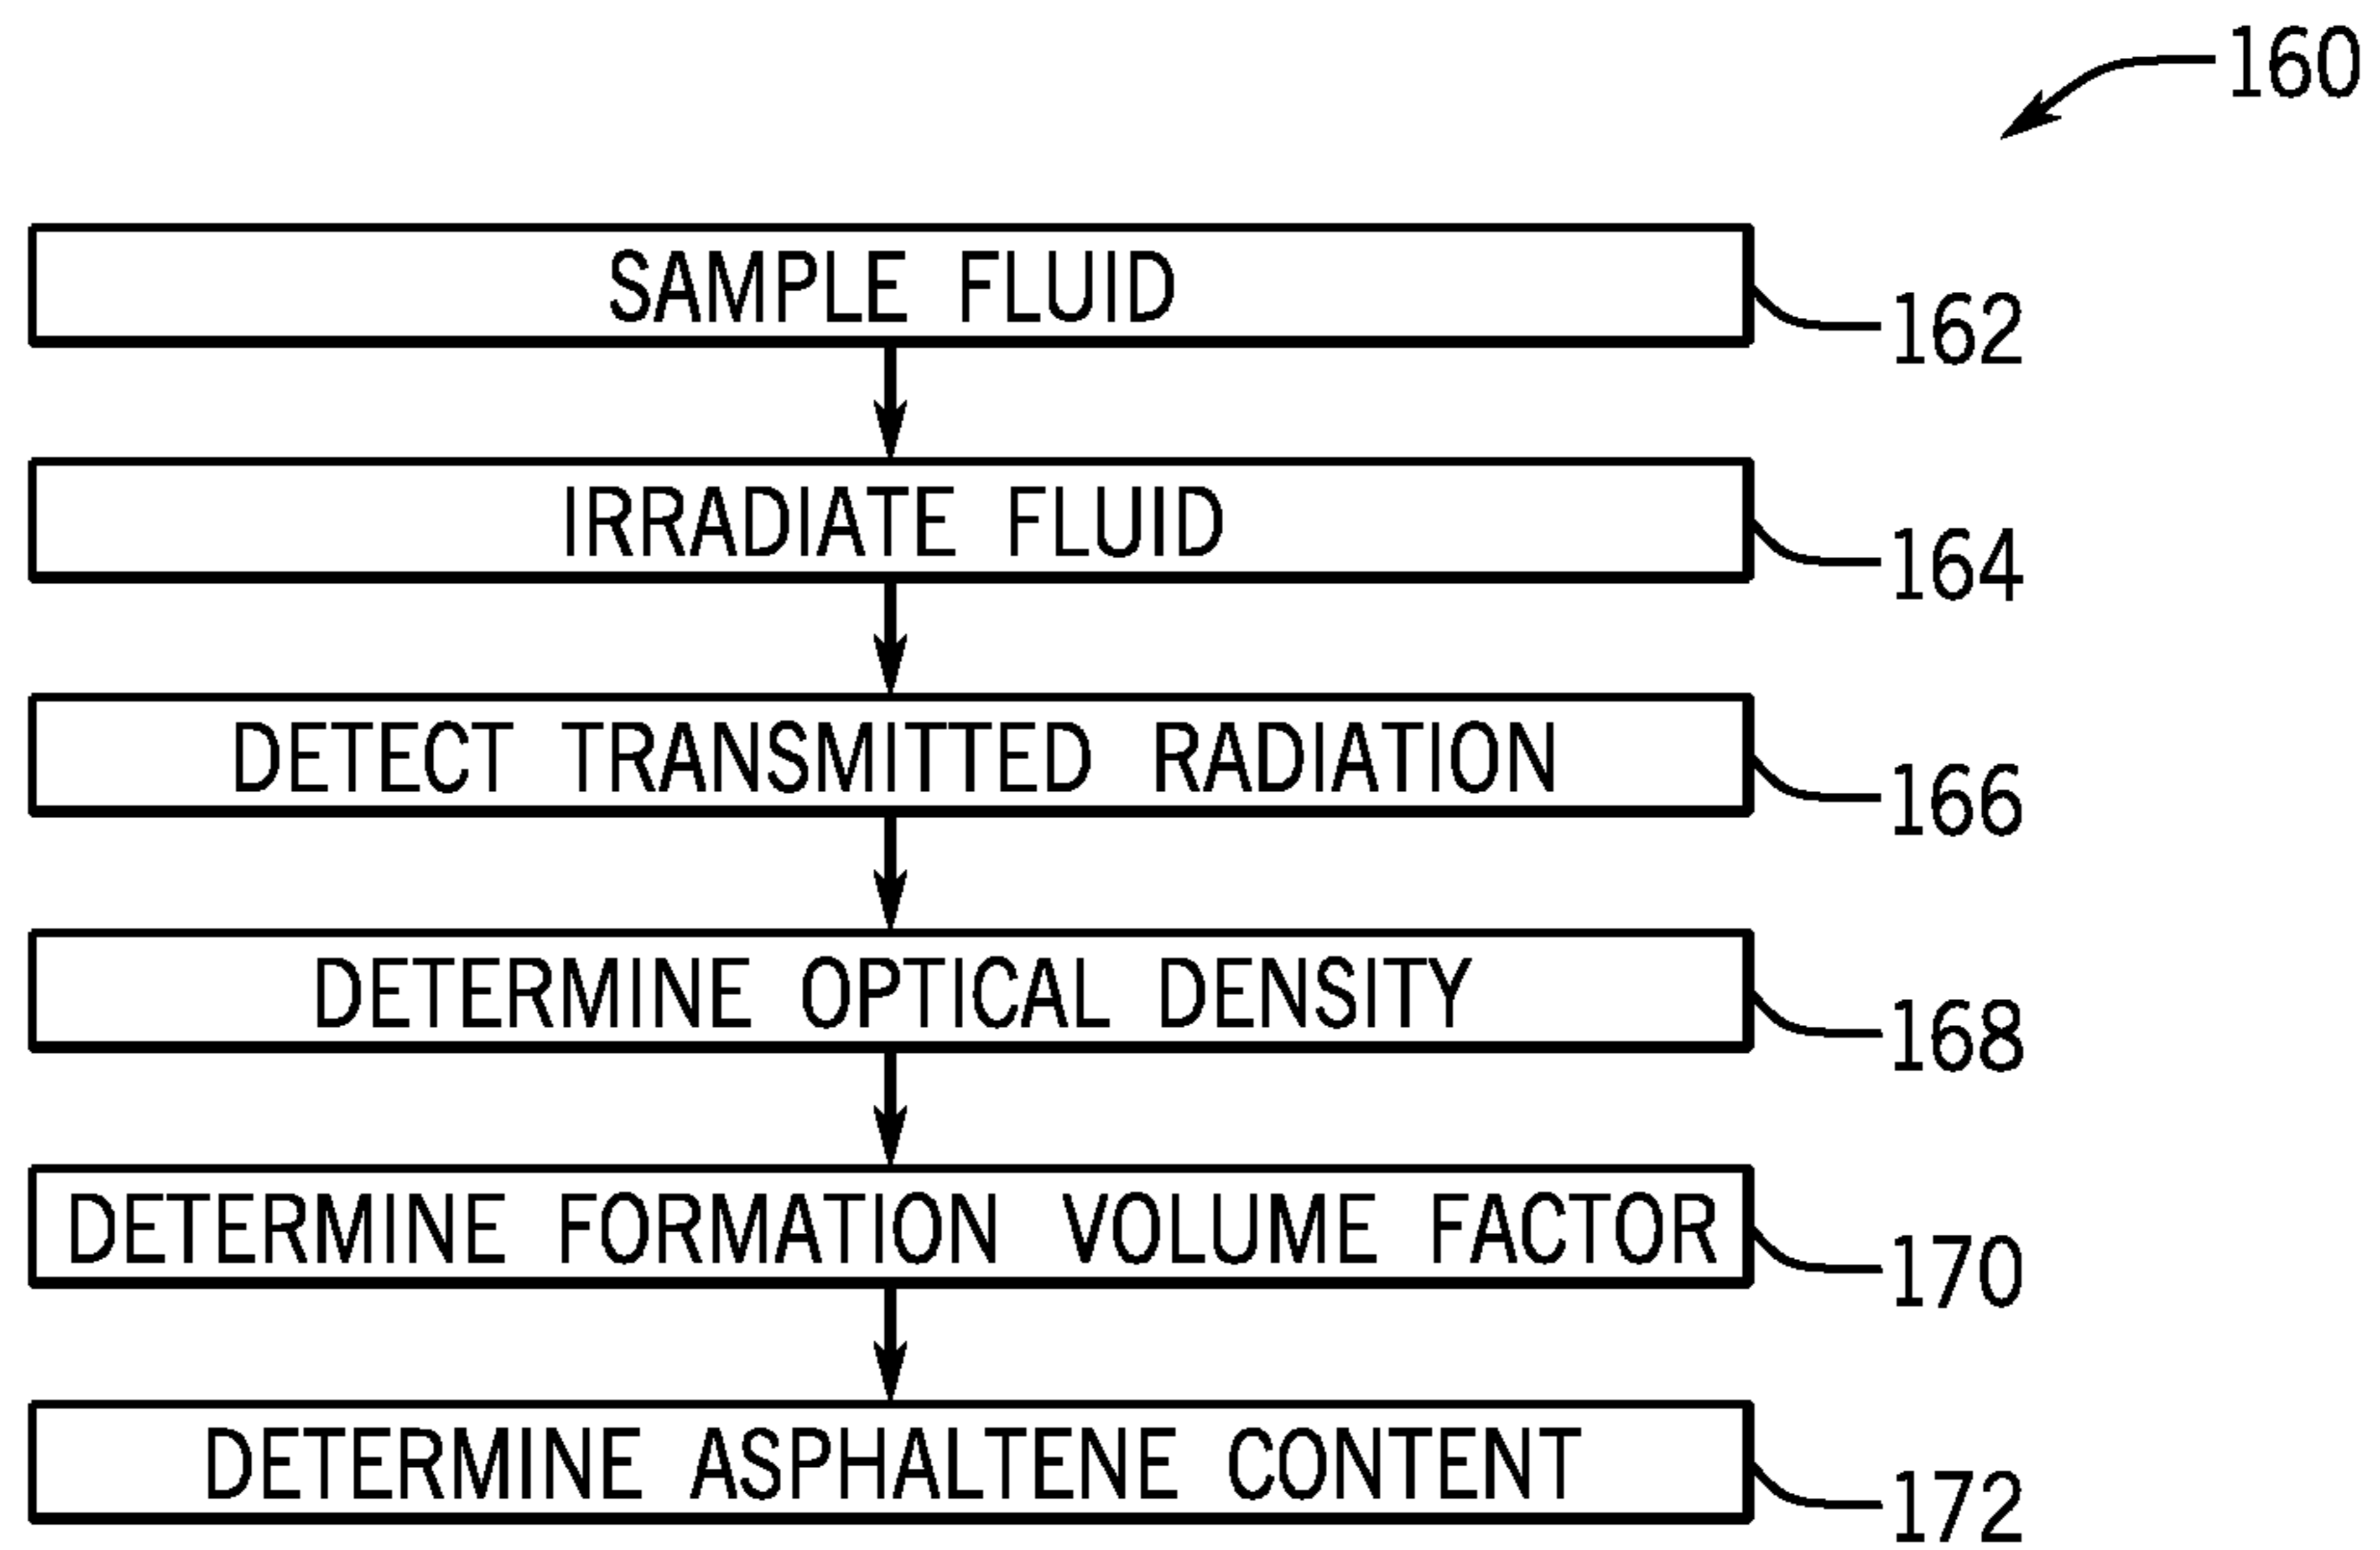 160
SAMPLE FLUID
162
IRRADIATE FLUID
164
DETECT TRANSMITTED RADIATION
166
DETERMINE OPTICAL DENSITY
168
DETERMINE FORMATION VOLUME FACTOR
170
DETERMINE ASPHALTENE CONTENT
172